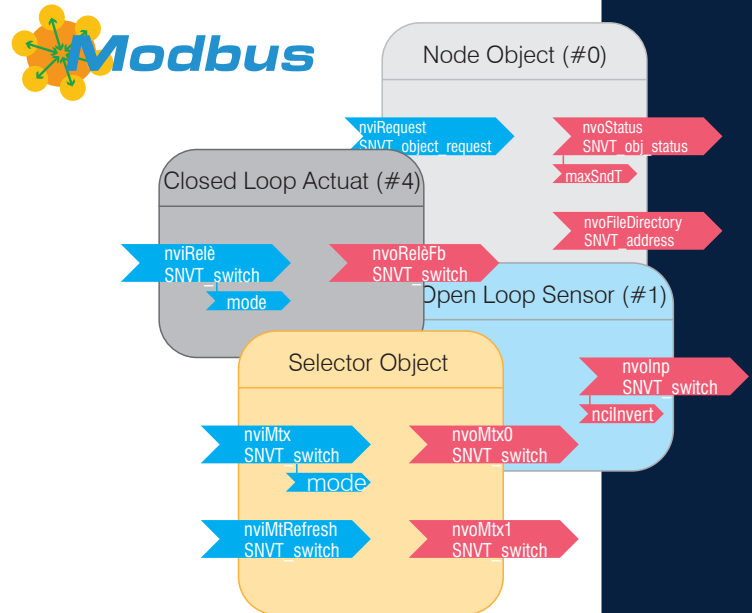 Modbus
Node Object (#0)
nviRequest
SNVT_object_request
nvoStatus
SNVT_obj_status
maxSndT
nvoFileDirectory
SNVT_address
Closed Loop Actuat (#4)
nviRelè
SNVT_switch
mode
nvoRelèFb
SNVT_switch
Open Loop Sensor (#1)
nvoInp
SNVT_switch
nciInvert
Selector Object
nviMtx
SNVT_switch
mode
nvoMtx0
SNVT_switch
nviMtRefresh
SNVT_switch
nvoMtx1
SNVT_switch